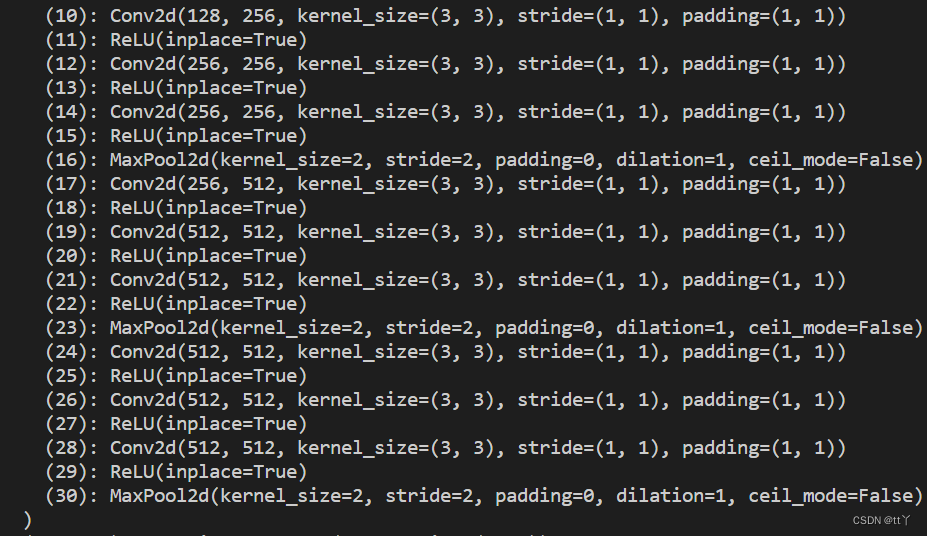 (10): Conv2d(128, 256, kernel_size=(3, 3), stride=(1, 1), padding=(1, 1))
(11): ReLU(inplace=True)
(12): Conv2d(256, 256, kernel_size=(3, 3), stride=(1, 1), padding=(1, 1))
(13): ReLU(inplace=True)
(14): Conv2d(256, 256, kernel_size=(3, 3), stride=(1, 1), padding=(1, 1))
(15): ReLU(inplace=True)
(16): MaxPool2d(kernel_size=2, stride=2, padding=0, dilation=1, ceil_mode=False)
(17): Conv2d(256, 512, kernel_size=(3, 3), stride=(1, 1), padding=(1, 1))
(18): ReLU(inplace=True)
(19): Conv2d(512, 512, kernel_size=(3, 3), stride=(1, 1), padding=(1, 1))
(20): ReLU(inplace=True)
(21): Conv2d(512, 512, kernel_size=(3, 3), stride=(1, 1), padding=(1, 1))
(22): ReLU(inplace=True)
(23): MaxPool2d(kernel_size=2, stride=2, padding=0, dilation=1, ceil_mode=False)
(24): Conv2d(512, 512, kernel_size=(3, 3), stride=(1, 1), padding=(1, 1))
(25): ReLU(inplace=True)
(26): Conv2d(512, 512, kernel_size=(3, 3), stride=(1, 1), padding=(1, 1))
(27): ReLU(inplace=True)
(28): Conv2d(512, 512, kernel_size=(3, 3), stride=(1, 1), padding=(1, 1))
(29): ReLU(inplace=True)
(30): MaxPool2d(kernel_size=2, stride=2, padding=0, dilation=1, ceil_mode=False)
)
CSDN @tt丫